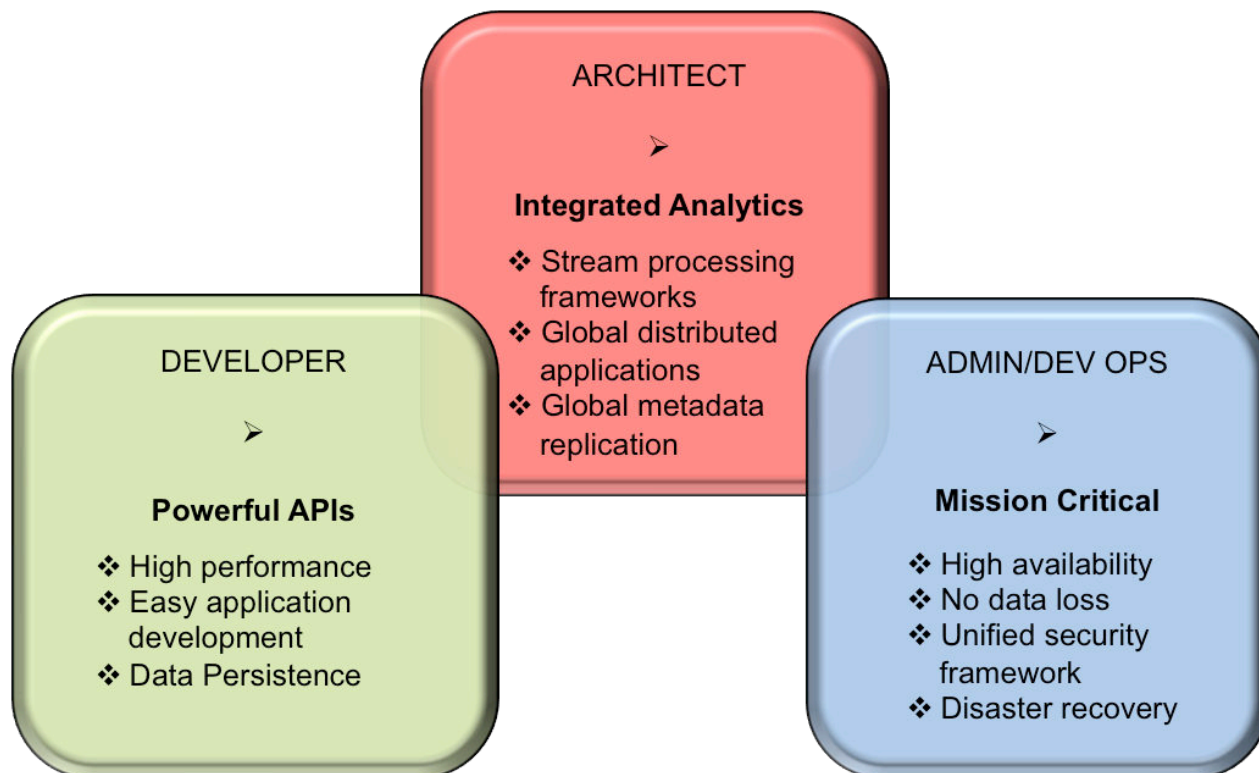 ARCHITECT
➢
Integrated Analytics
❖ Stream processing
frameworks
❖ Global distributed
applications
❖ Global metadata
replication
DEVELOPER
➢
Powerful APIs
❖ High performance
❖ Easy application
development
❖ Data Persistence
ADMIN/DEV OPS
➢
Mission Critical
❖ High availability
❖ No data loss
❖ Unified security
framework
❖ Disaster recovery